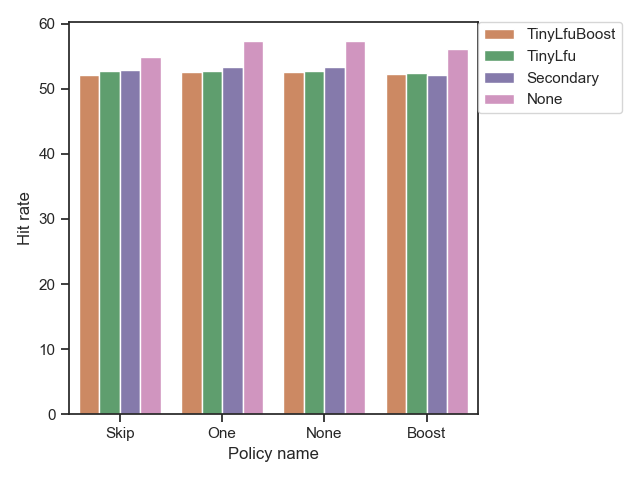 60
50
40
30
20
10
0
Hit rate
Skip
One
None
Boost
Policy name
TinyLfuBoost
TinyLfu
Secondary
None